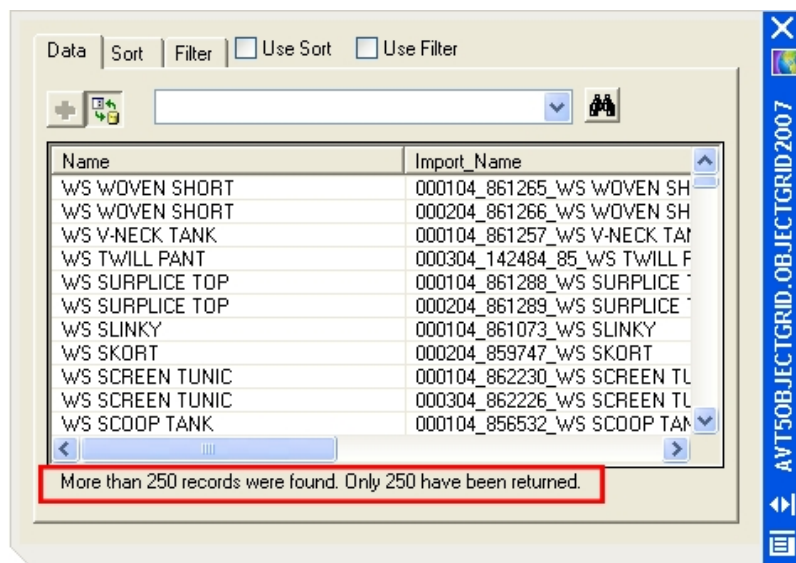 Data Sort Filter Use Sort Use Filter
Name Import_Name
WS WOVEN SHORT 000104_861265_WS WOVEN SH
WS WOVEN SHORT 000204_861266_WS WOVEN SH
WS V-NECK TANK 000104_861257_WS V-NECK TAN
WS TWILL PANT 000304_142484_85_WS TWILL P
WS SURPLICE TOP 000104_861288_WS SURPLICE T
WS SURPLICE TOP 000204_861289_WS SURPLICE T
WS SLINKY 000104_861073_WS SLINKY
WS SKORT 000204_859747_WS SKORT
WS SCREEN TUNIC 000104_862230_WS SCREEN TU
WS SCREEN TUNIC 000304_862226_WS SCREEN TU
WS SCOOP TANK 000104_856532_WS SCOOP TAN
More than 250 records were found. Only 250 have been returned.
AVT5OBJECTGRID.OBJECTGRID2007